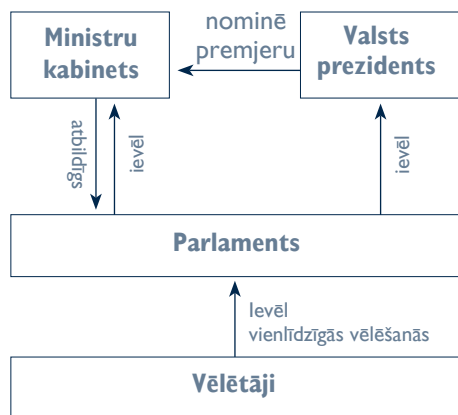 Ministru
kabinets
nominē
premjeru
Valsts
prezidents
atbildīgs
ievēl
ievēl
Parlaments
Ievēl
vienlīdzīgās vēlēšanās
Vēlētāji